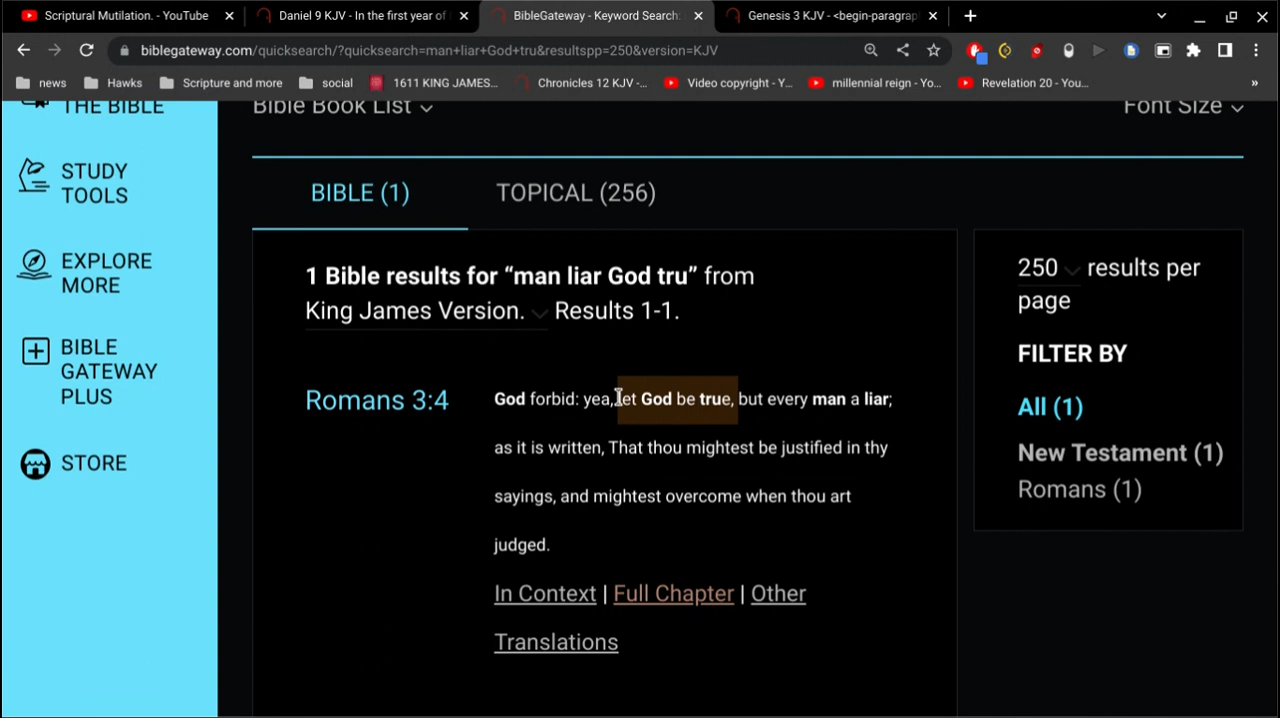 Scriptural Mutilation. - YouTube
Daniel 9 KJV - In the first year of
BibleGateway - Keyword Search:
Genesis 3 KJV - <begin-paragrap
biblegateway.com/quicksearch/?quicksearch=man+liar+God+tru&resultspp=250&version=KJV
news
Hawks
Scripture and more
social
1611 KING JAMES...
Chronicles 12 KJV -...
Video copyright - Y...
millennial reign - Yo...
Revelation 20 - You...
»
THE BIBLE
Bible Book List
Font Size
STUDY
TOOLS
EXPLORE
MORE
BIBLE
GATEWAY
PLUS
STORE
BIBLE (1)
TOPICAL (256)
1 Bible results for “man liar God tru” from
King James Version. Results 1-1.
Romans 3:4
God forbid: yea, let God be true, but every man a liar;
as it is written, That thou mightest be justified in thy
sayings, and mightest overcome when thou art
judged.
In Context | Full Chapter | Other
Translations
250 results per
page
FILTER BY
All (1)
New Testament (1)
Romans (1)